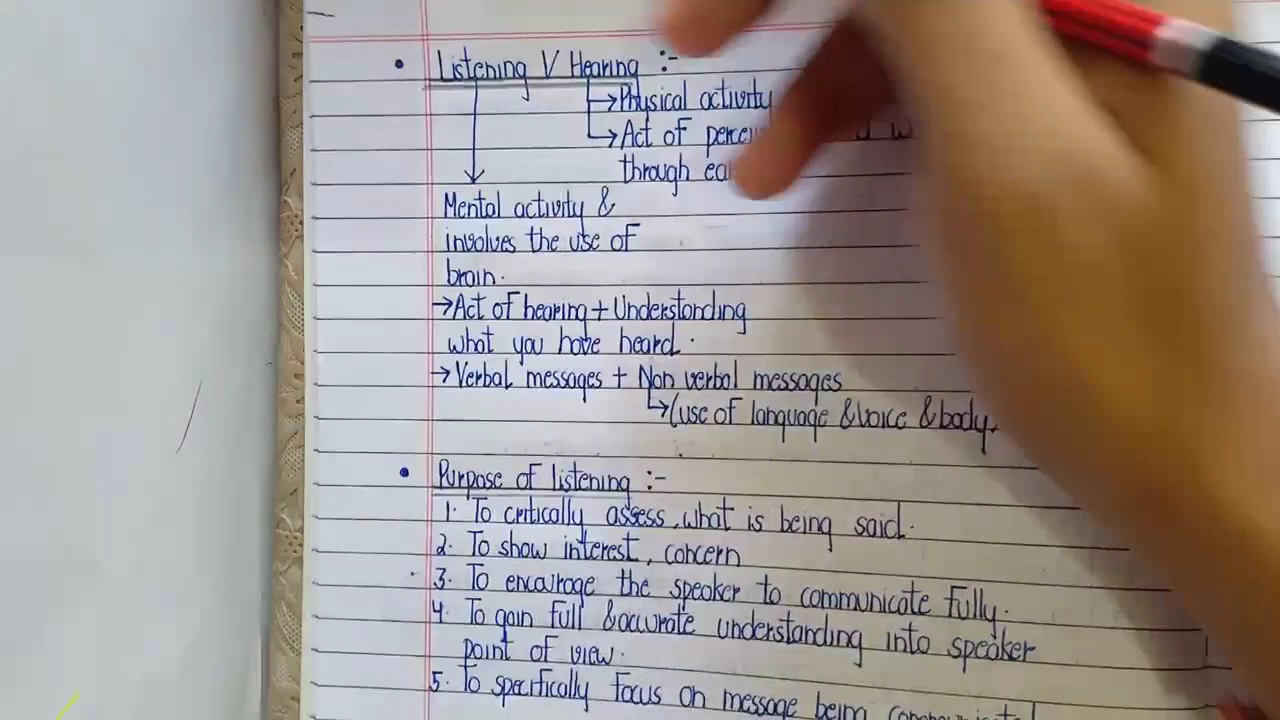 • Listening V Hearing :-
→ Physical activity
→ Act of
through
Mental activity &
involves the use of
brain.
→ Act of hearing + Understanding
what you have heard.
→ Verbal messages + Non verbal messages
→ (use of language & voice & body.
• Purpose of listening :-
1. To critically assess, what is being said.
2. To show interest, concern
3. To encourage the speaker to communicate fully.
4. To gain full & accurate understanding into speaker
point of view.
5. To specifically focus on message being